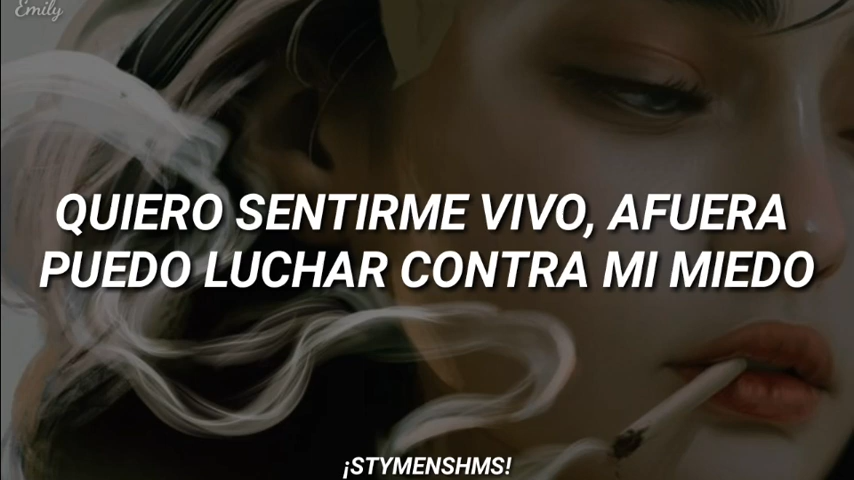 Emily
QUIERO SENTIRME VIVO, AFUERA
PUEDO LUCHAR CONTRA MI MIEDO
¡STYMENSHMS!